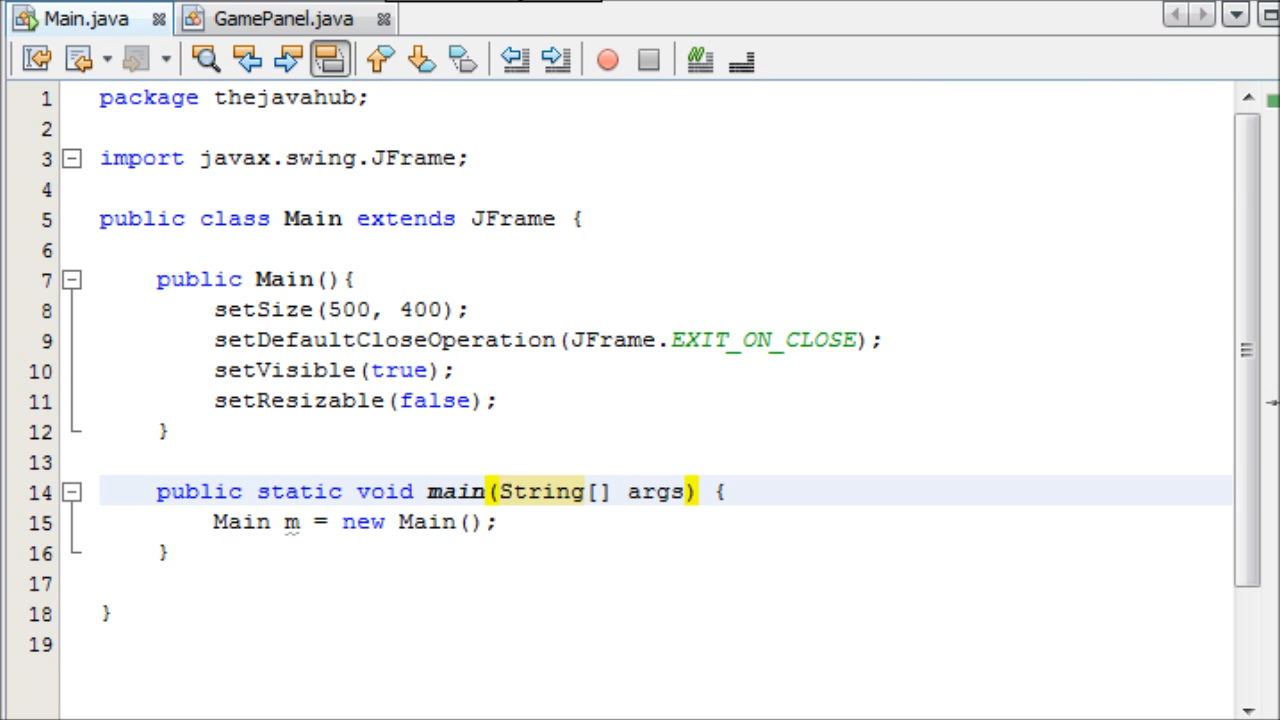 Main.java GamePanel.java
1 package thejavahub;
2
3 import javax.swing.JFrame;
4
5 public class Main extends JFrame {
6
7     public Main(){
8         setSize(500, 400);
9         setDefaultCloseOperation(JFrame.EXIT_ON_CLOSE);
10         setVisible(true);
11         setResizable(false);
12     }
13
14     public static void main(String[] args) {
15         Main m = new Main();
16     }
17
18 }
19